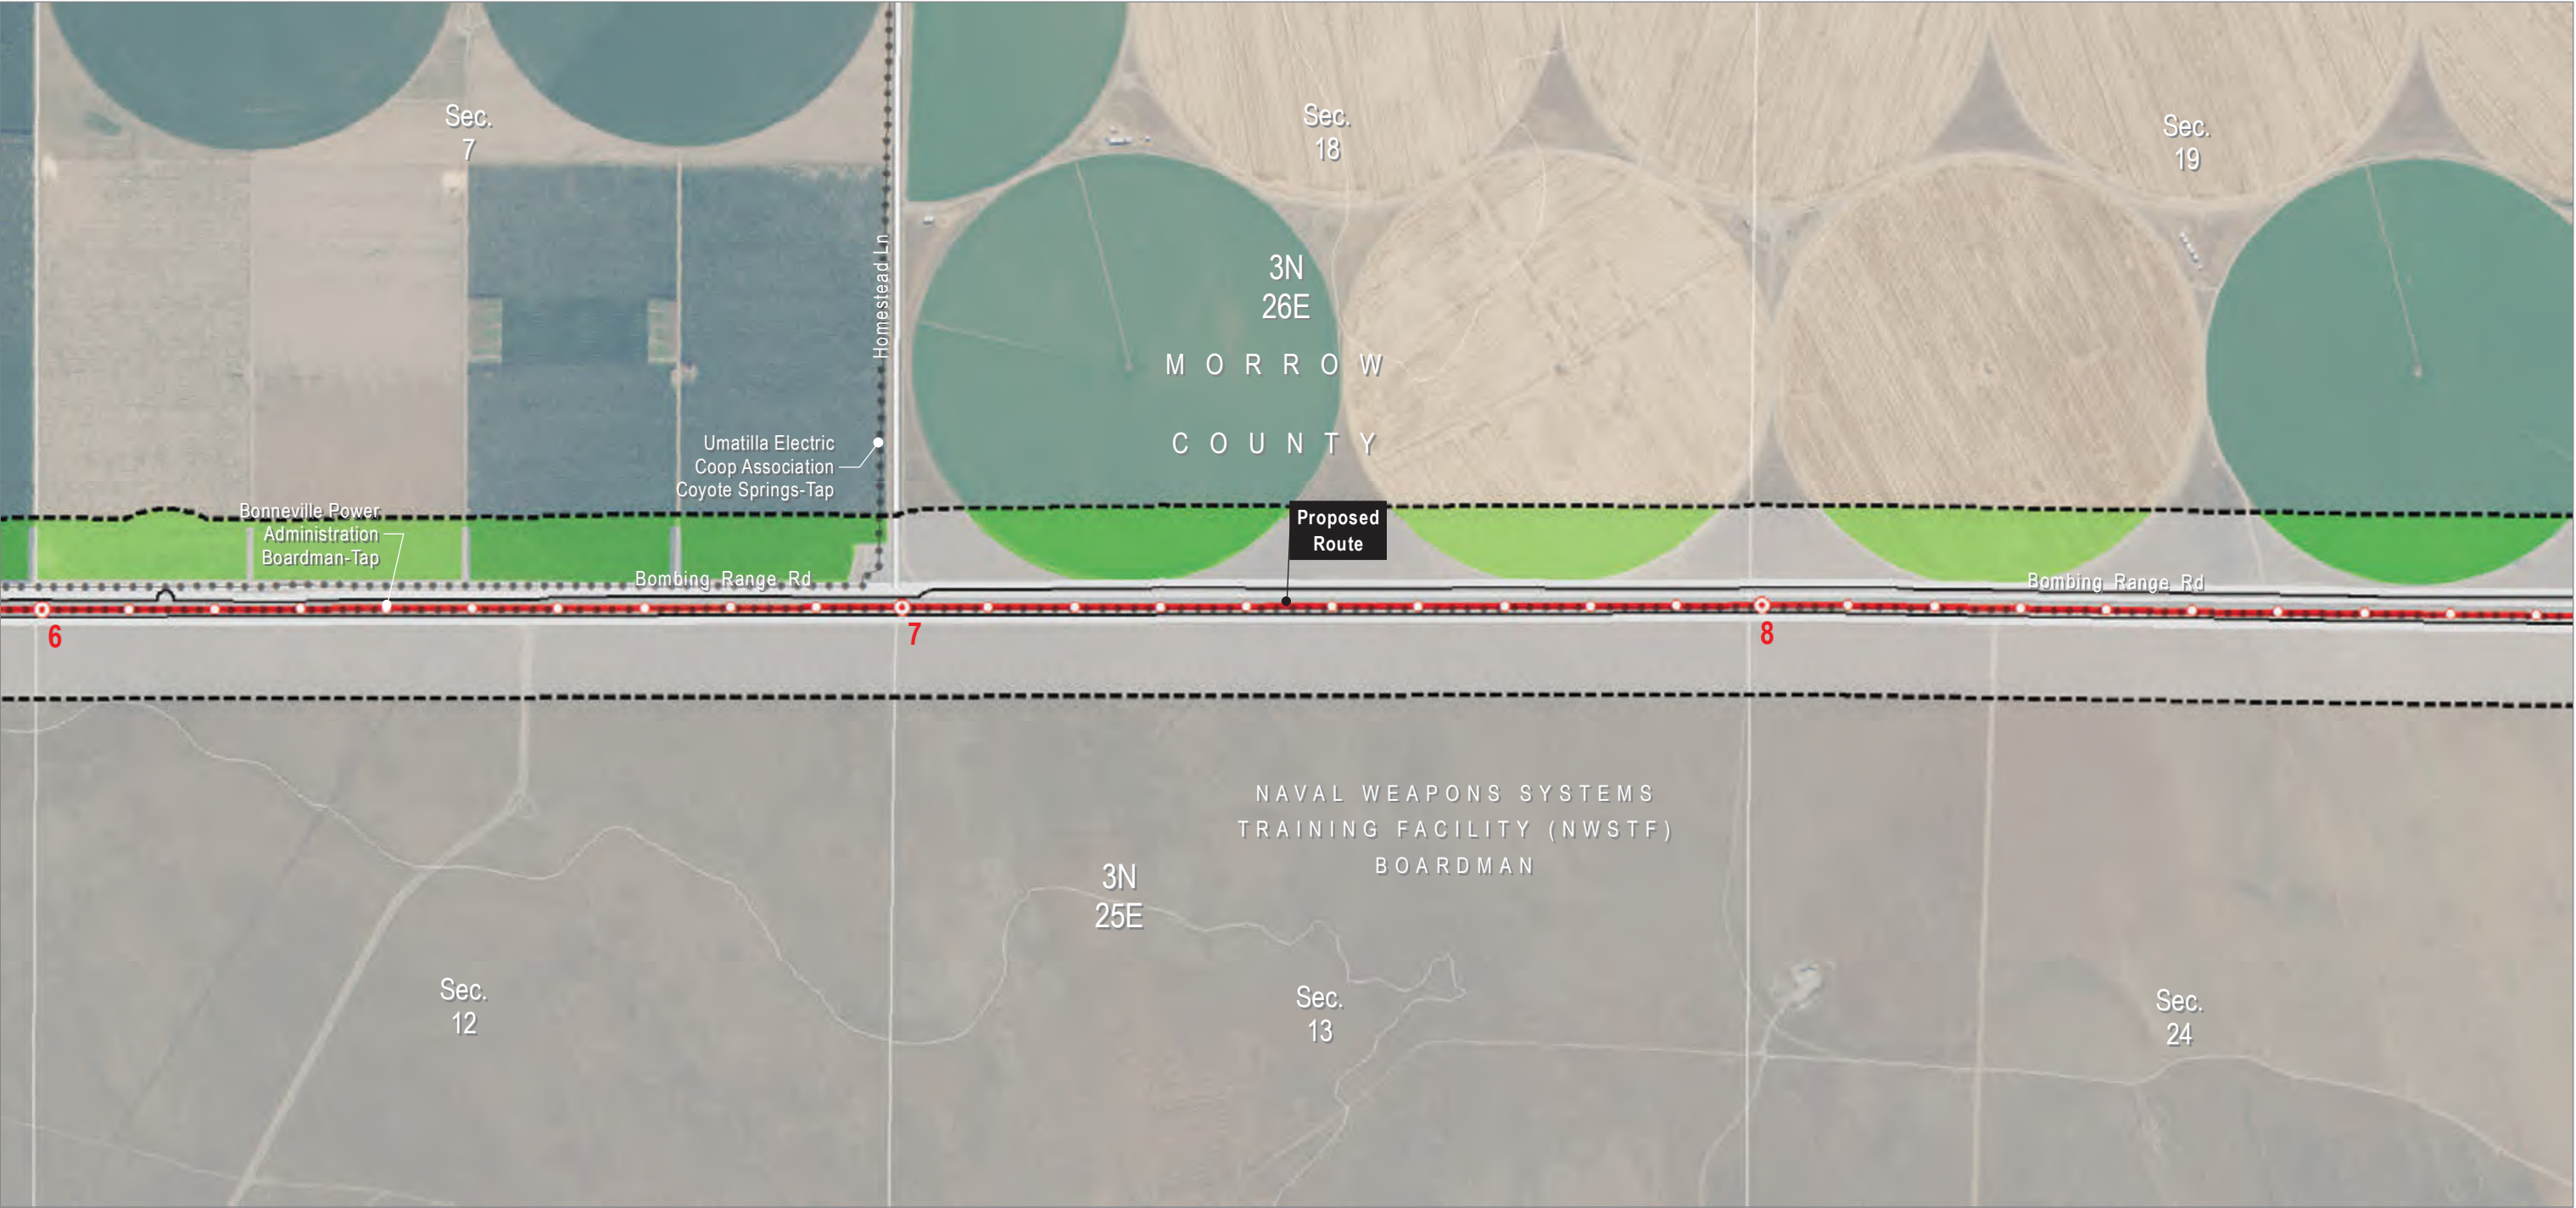 Sec.
7
Sec.
18
Sec.
19
Homestead Ln
3N
26E
MORROW
COUNTY
Umatilla Electric
Coop Association
Coyote Springs-Tap
Bonneville Power
Administration
Boardman-Tap
Proposed
Route
Bombing Range Rd
Bombing Range Rd
6
7
8
NAVAL WEAPONS SYSTEMS
TRAINING FACILITY (NWSTF)
BOARDMAN
3N
25E
Sec.
12
Sec.
13
Sec.
24